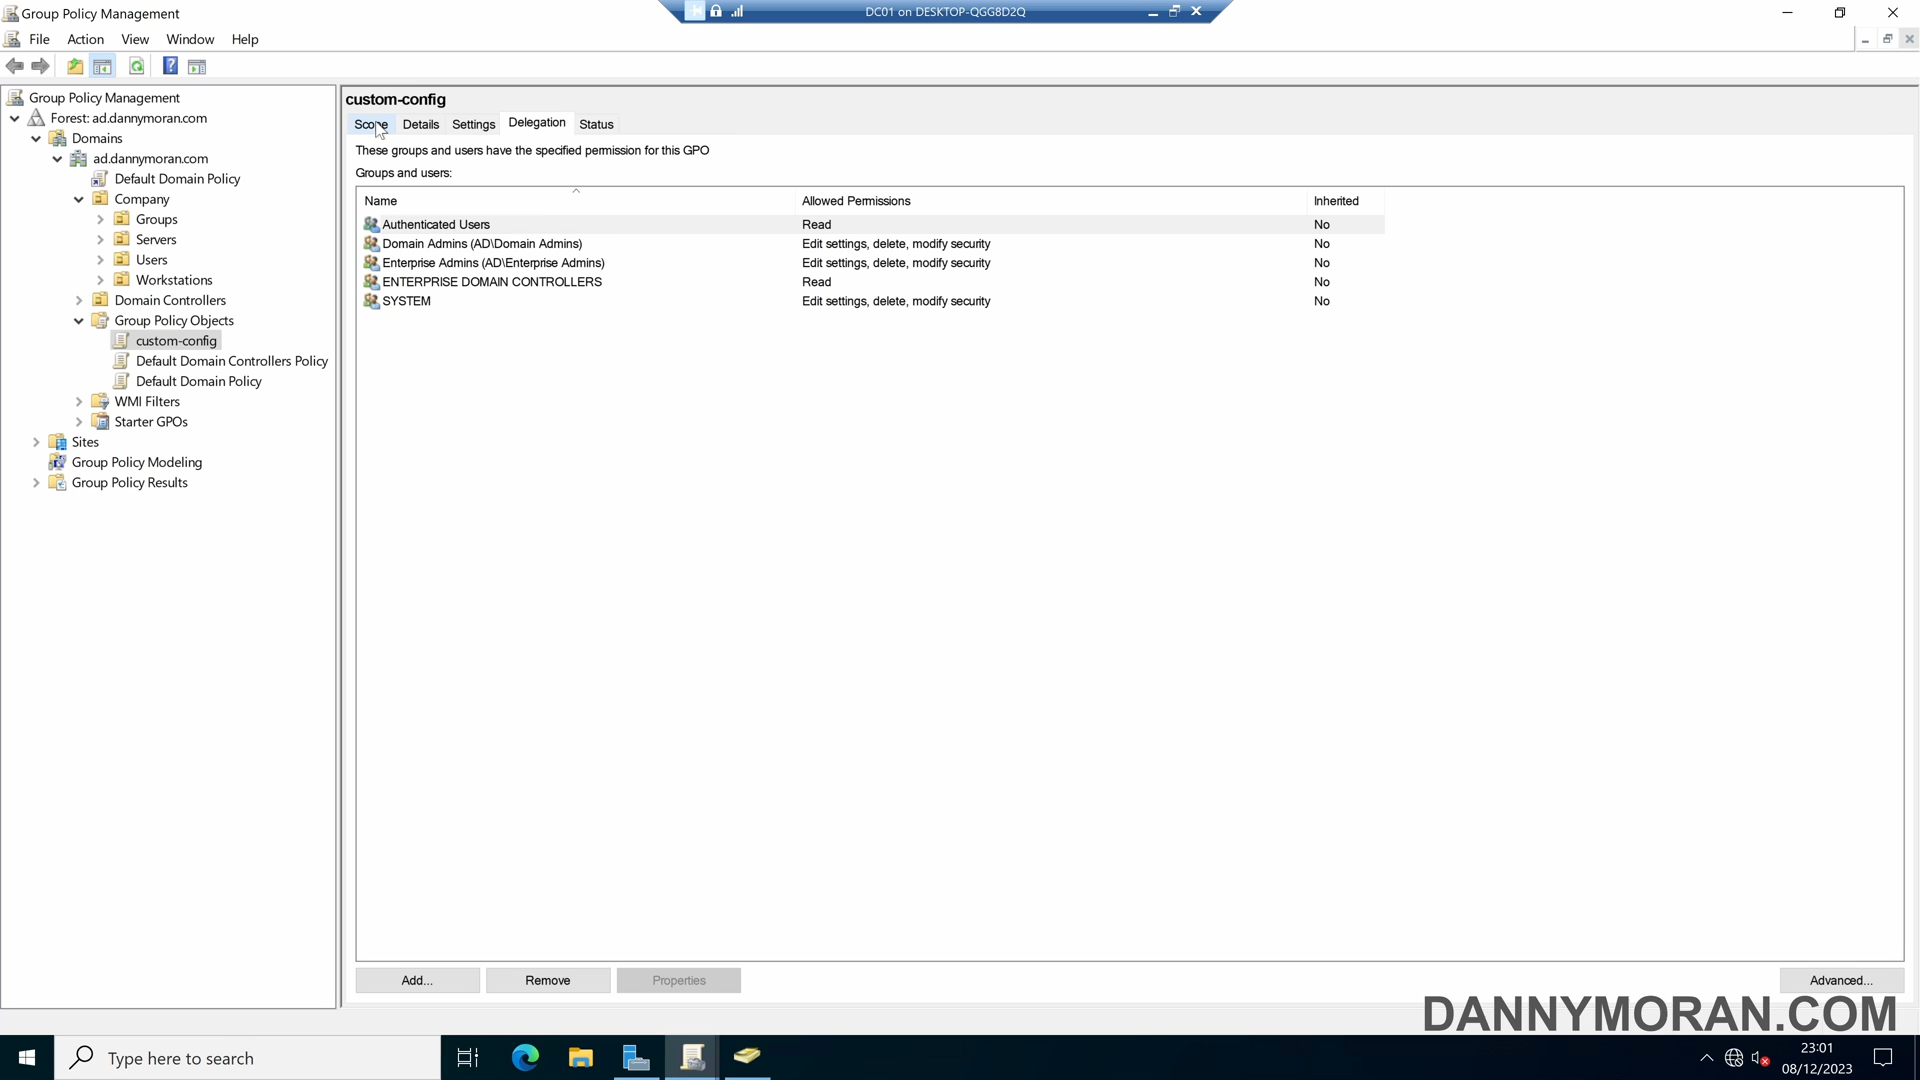 Group Policy Management
DC01 on DESKTOP-QGG8D2Q
File Action View Window Help
Group Policy Management
Forest: ad.dannymoran.com
Domains
ad.dannymoran.com
Default Domain Policy
Company
Groups
Servers
Users
Workstations
Domain Controllers
Group Policy Objects
custom-config
Default Domain Controllers Policy
Default Domain Policy
WMI Filters
Starter GPOs
Sites
Group Policy Modeling
Group Policy Results
custom-config
Scope Details Settings Delegation Status
These groups and users have the specified permission for this GPO
Groups and users:
Name Allowed Permissions Inherited
Authenticated Users Read No
Domain Admins (AD\Domain Admins) Edit settings, delete, modify security No
Enterprise Admins (AD\Enterprise Admins) Edit settings, delete, modify security No
ENTERPRISE DOMAIN CONTROLLERS Read No
SYSTEM Edit settings, delete, modify security No
Add... Remove Properties Advanced...
DANNYMORAN.COM
Type here to search
23:01
08/12/2023